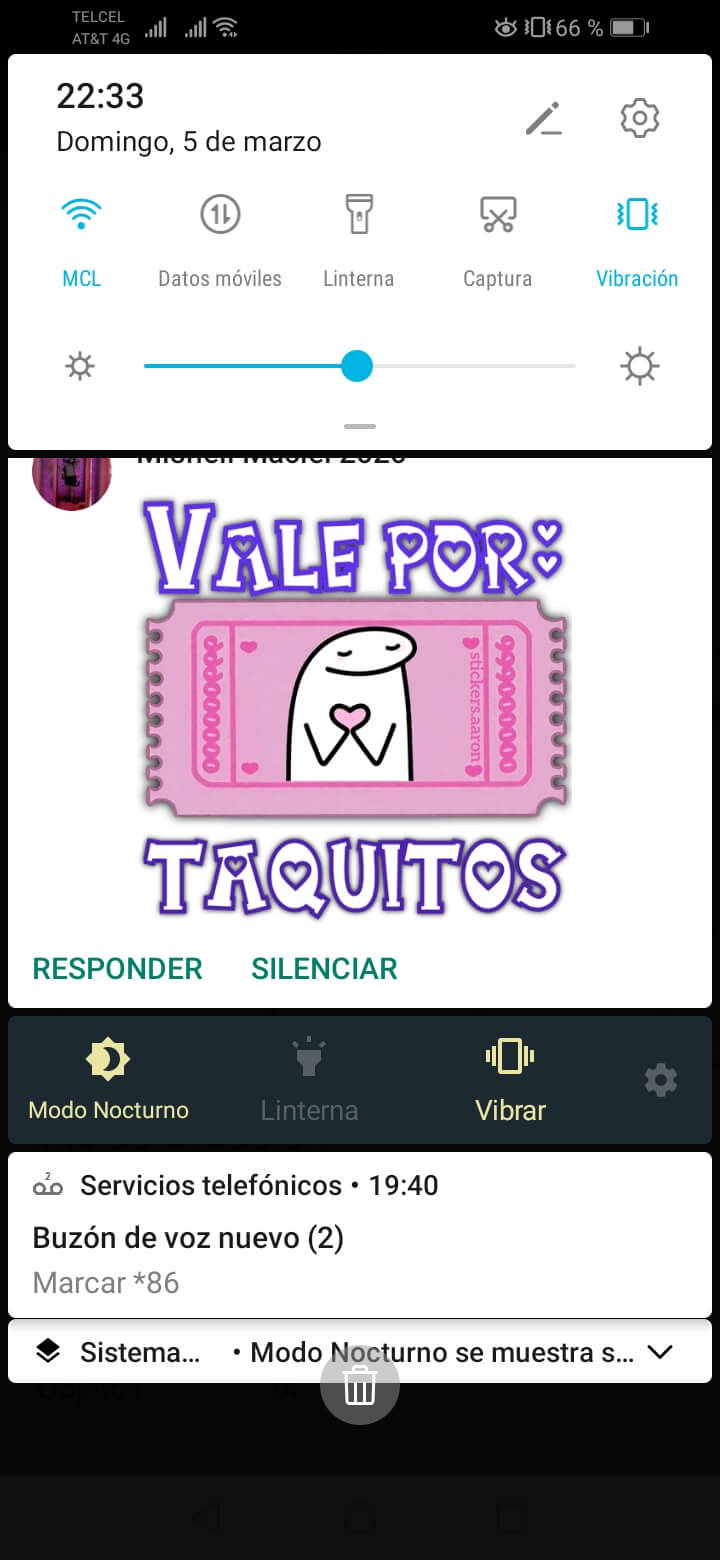 TELCEL
AT&T 4G
66 %
22:33
Domingo, 5 de marzo
MCL
Datos móviles
Linterna
Captura
Vibración
VALE POR:
stickers.aaron
TAQUITOS
RESPONDER SILENCIAR
Modo Nocturno
Linterna
Vibrar
2
Servicios telefónicos • 19:40
Buzón de voz nuevo (2)
Marcar *86
Sistema... • Modo Nocturno se muestra s...